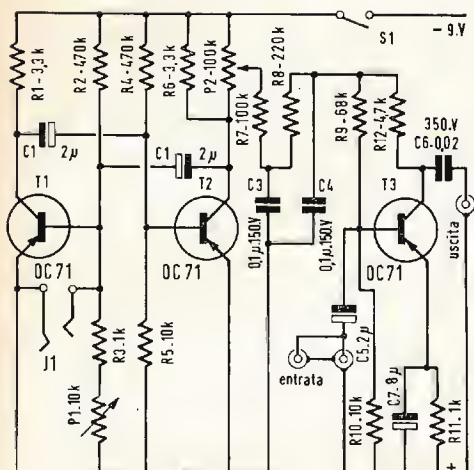 S1
- 9.V
R1-3,3k
R2-470k
R4-470k
R6-3,3k
P2-100k
R7-100k
R8-220k
R9-68k
R12-4,7k
350.V
C6-0,02
C1
2µ
C1
2µ
T1
T2
C3
C4
T3
OC71
OC71
OC71
0,1µ.150.V
0,1µ.150V
uscita
J1
R3.1k
R5.10k
P1.10k
entrata
C5.2µ
R10.10k
C7.8µ
R11.1k
+